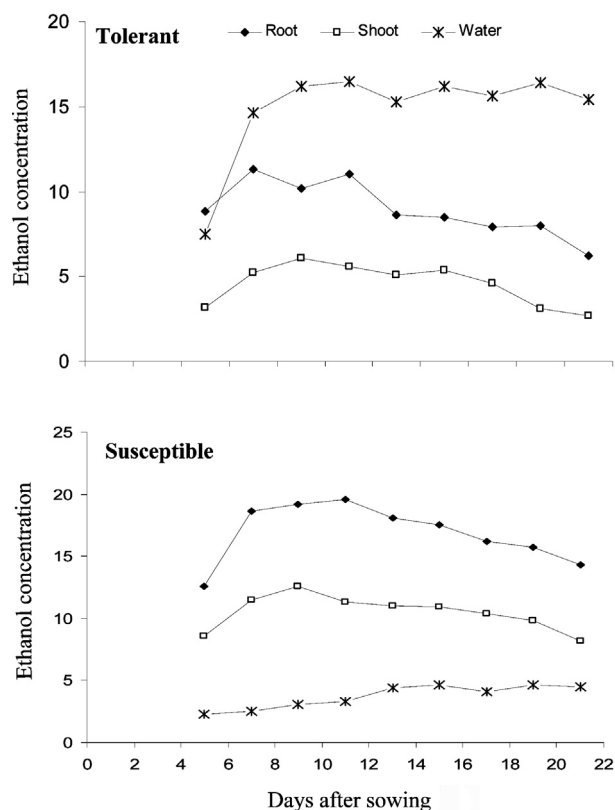 Tolerant
Root Shoot Water
20
15
10
5
0
Ethanol concentration
Susceptible
25
20
15
10
5
0
Ethanol concentration
0 2 4 6 8 10 12 14 16 18 20 22
Days after sowing